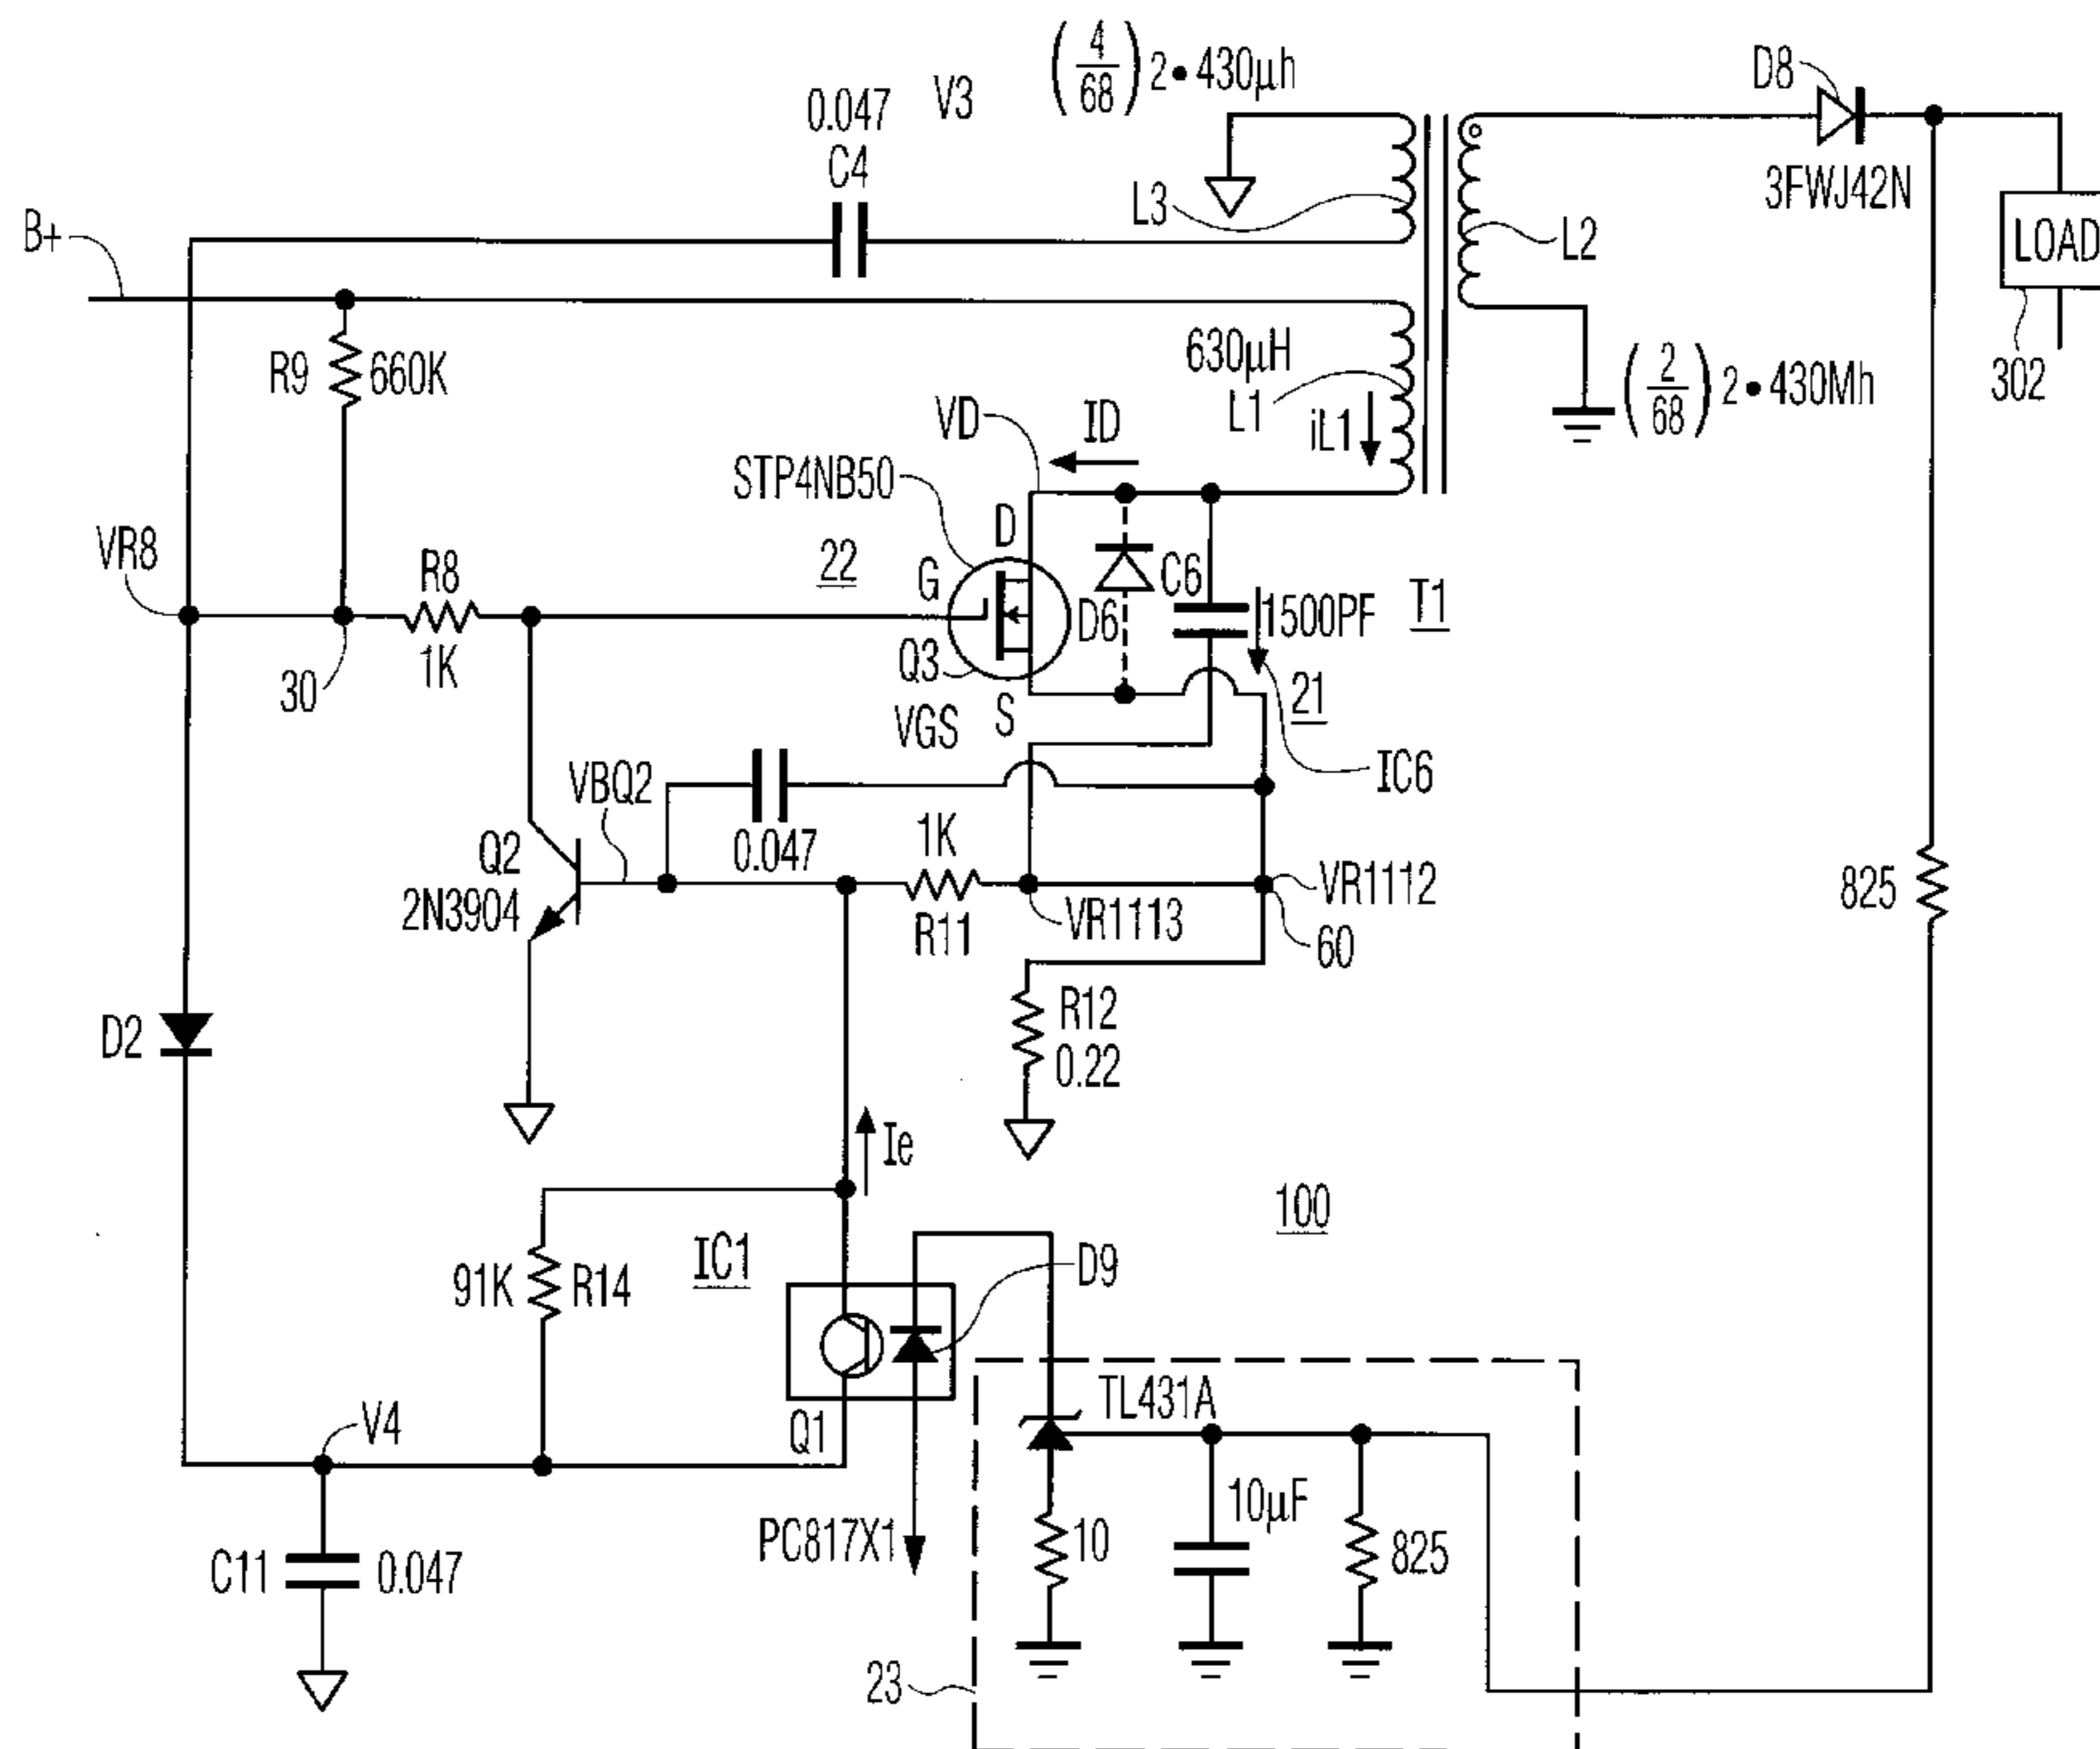 (4/68) 2•430µh
V3
0.047
C4
D8
3FWJ42N
L3
L2
B+
LOAD
R9
660K
630µH
L1
iL1
(2/68) 2•430Mh
302
VD
ID
STP4NB50
D
VR8
R8
22
G
C6
1K
D6
1500PF
T1
30
Q3
21
VGS
S
IC6
VBQ2
0.047
1K
Q2
2N3904
R11
VR1113
VR1112
60
825
D2
R12
0.22
Ie
100
IC1
D9
91K
R14
TL431A
V4
Q1
10µF
PC817X1
10
825
C11
0.047
23